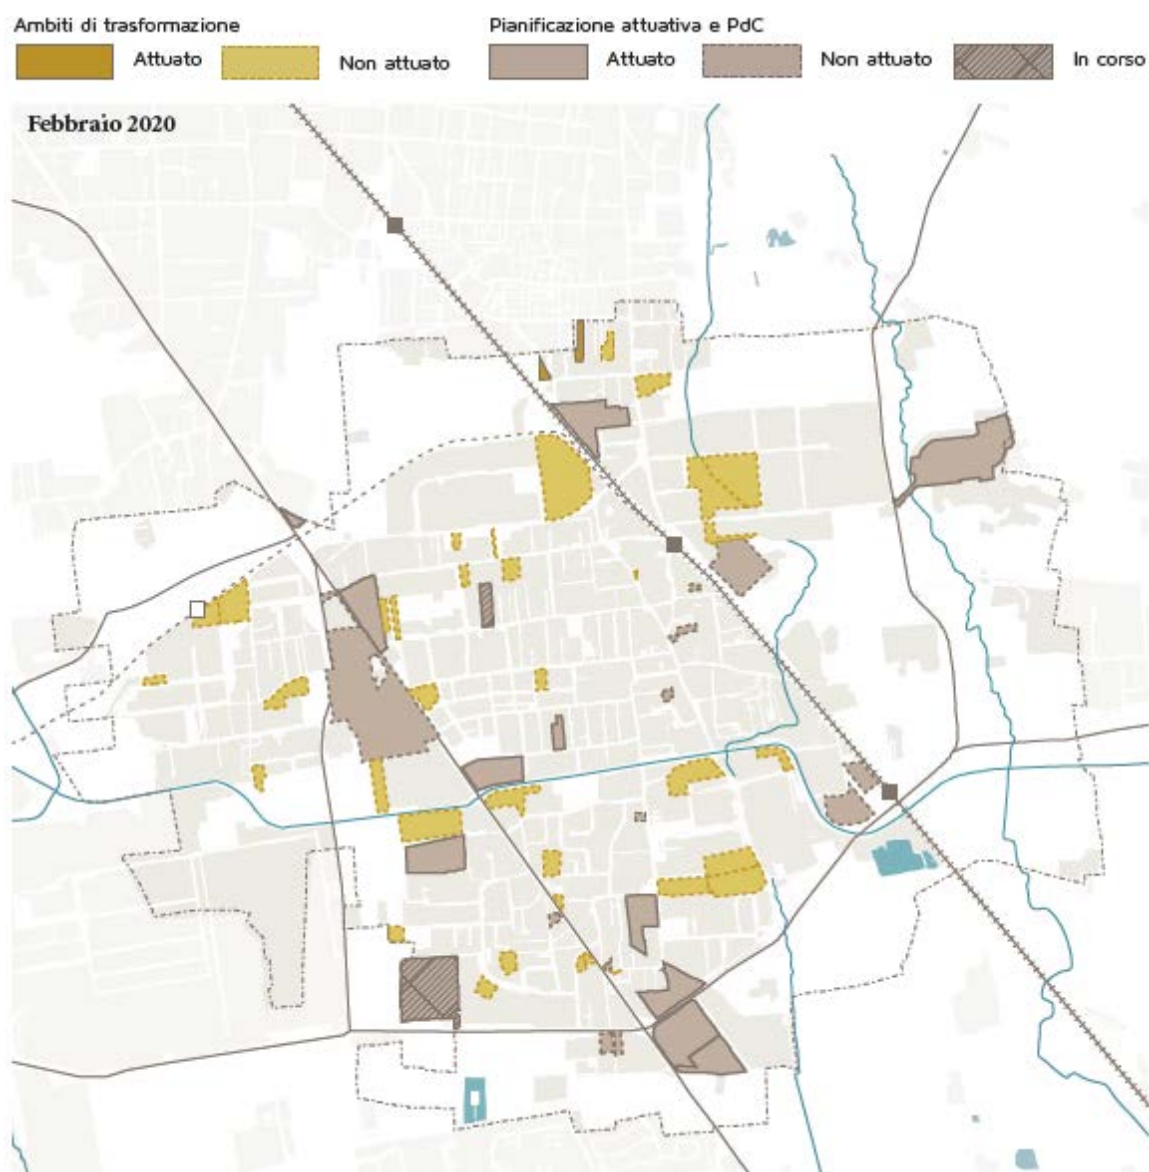 Ambiti di trasformazione
Attuato
Non attuato
Pianificazione attuativa e PdC
Attuato
Non attuato
In corso
Febbraio 2020